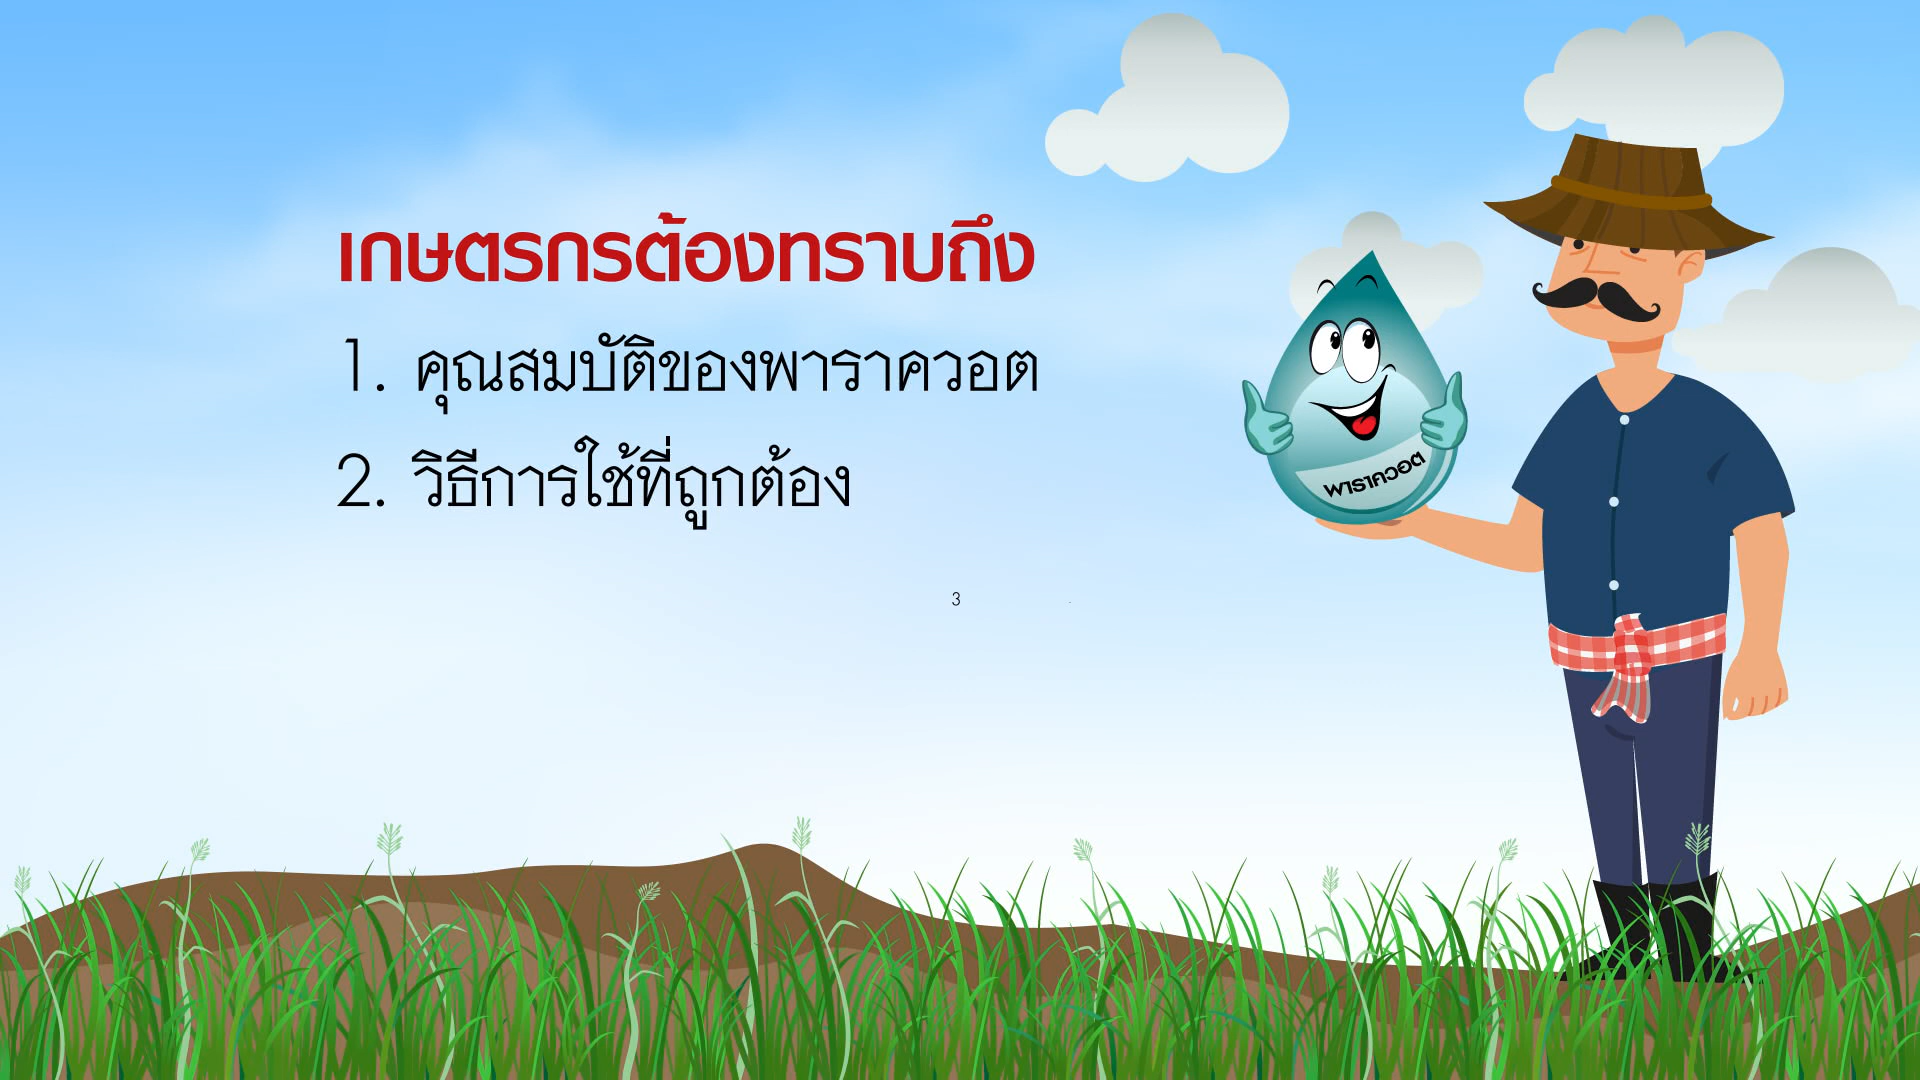 เกษตรกรต้องทราบถึง
1. คุณสมบัติของพาราควอต
2. วิธีการใช้ที่ถูกต้อง
พาราควอต
3